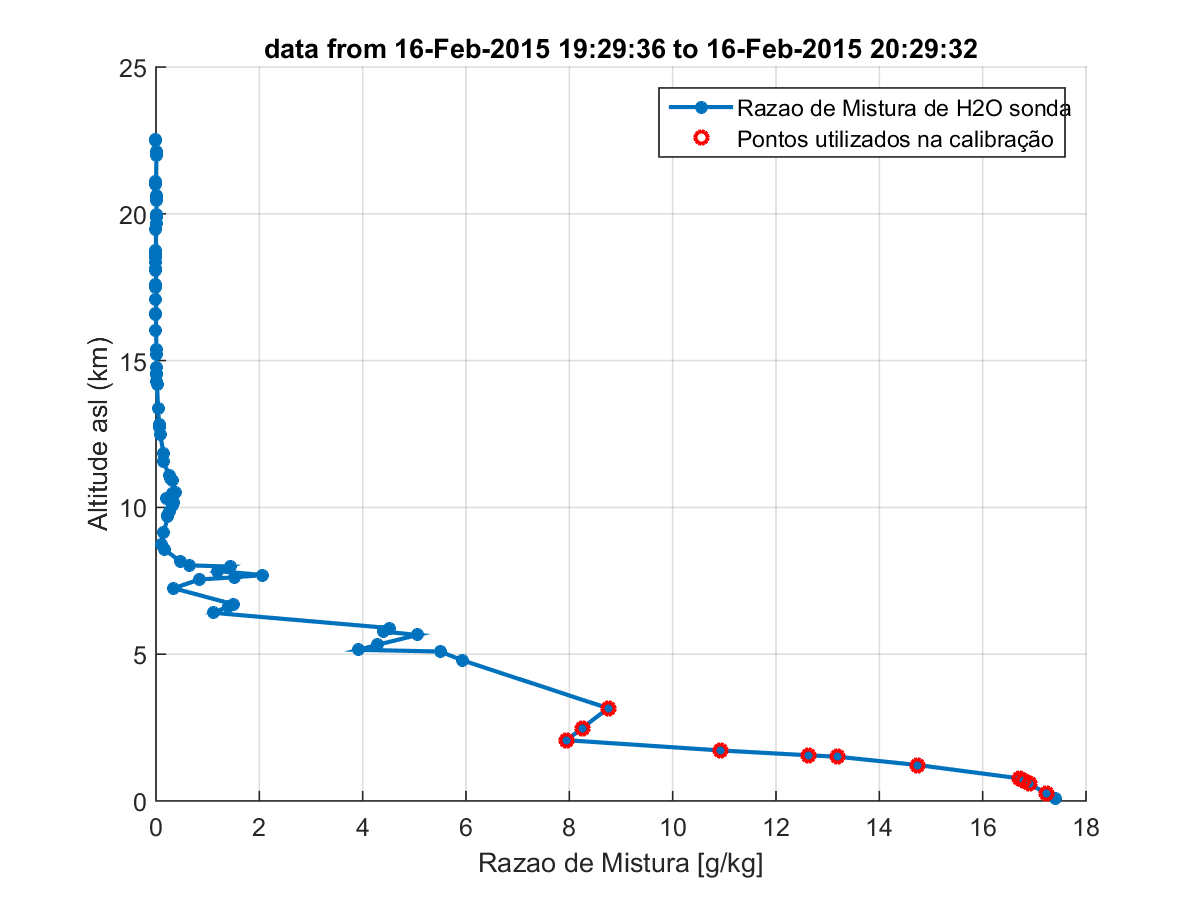 data from 16-Feb-2015 19:29:36 to 16-Feb-2015 20:29:32
25
Razao de Mistura de H2O sonda
Pontos utilizados na calibração
20
15
10
5
0
Altitude asl (km)
0 2 4 6 8 10 12 14 16 18
Razao de Mistura [g/kg]